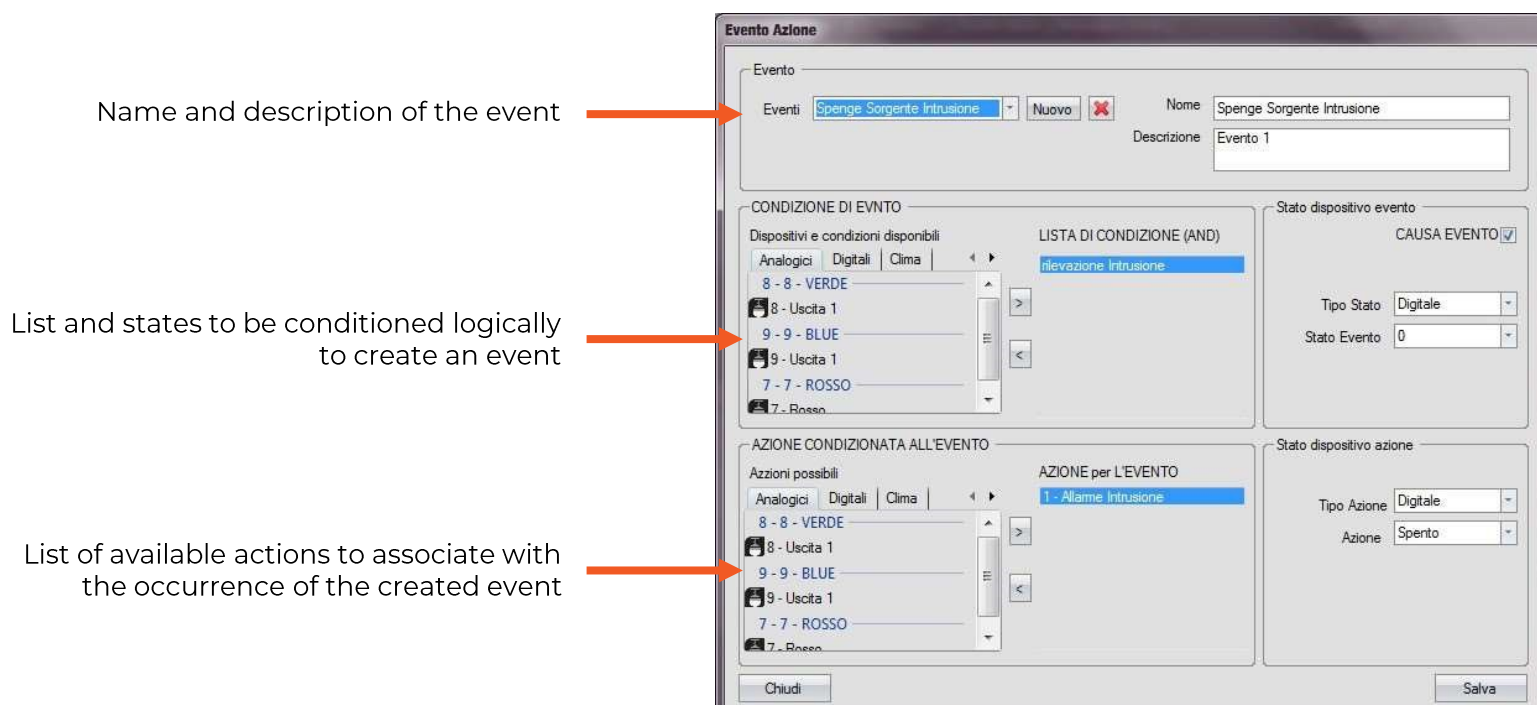 Evento Azione
Name and description of the event
Evento
Eventi Spenge Sorgente Intrusione Nuovo Nome Spenge Sorgente Intrusione
Descrizione Evento 1
List and states to be conditioned logically
to create an event
CONDIZIONE DI EVNTO
Dispositivi e condizioni disponibili
Analogici Digitali Clima
8 - 8 - VERDE
8 - Uscita 1
9 - 9 - BLUE
9 - Uscita 1
7 - 7 - ROSSO
7 - Rosso
>
<
LISTA DI CONDIZIONE (AND)
rilevazione Intrusione
Stato dispositivo evento
CAUSA EVENTO
Tipo Stato Digitale
Stato Evento 0
List of available actions to associate with
the occurrence of the created event
AZIONE CONDIZIONATA ALL'EVENTO
Azzioni possibili
Analogici Digitali Clima
8 - 8 - VERDE
8 - Uscita 1
9 - 9 - BLUE
9 - Uscita 1
7 - 7 - ROSSO
7 - Rosso
>
<
AZIONE per L'EVENTO
1 - Allarme Intrusione
Stato dispositivo azione
Tipo Azione Digitale
Azione Spento
Chiudi
Salva